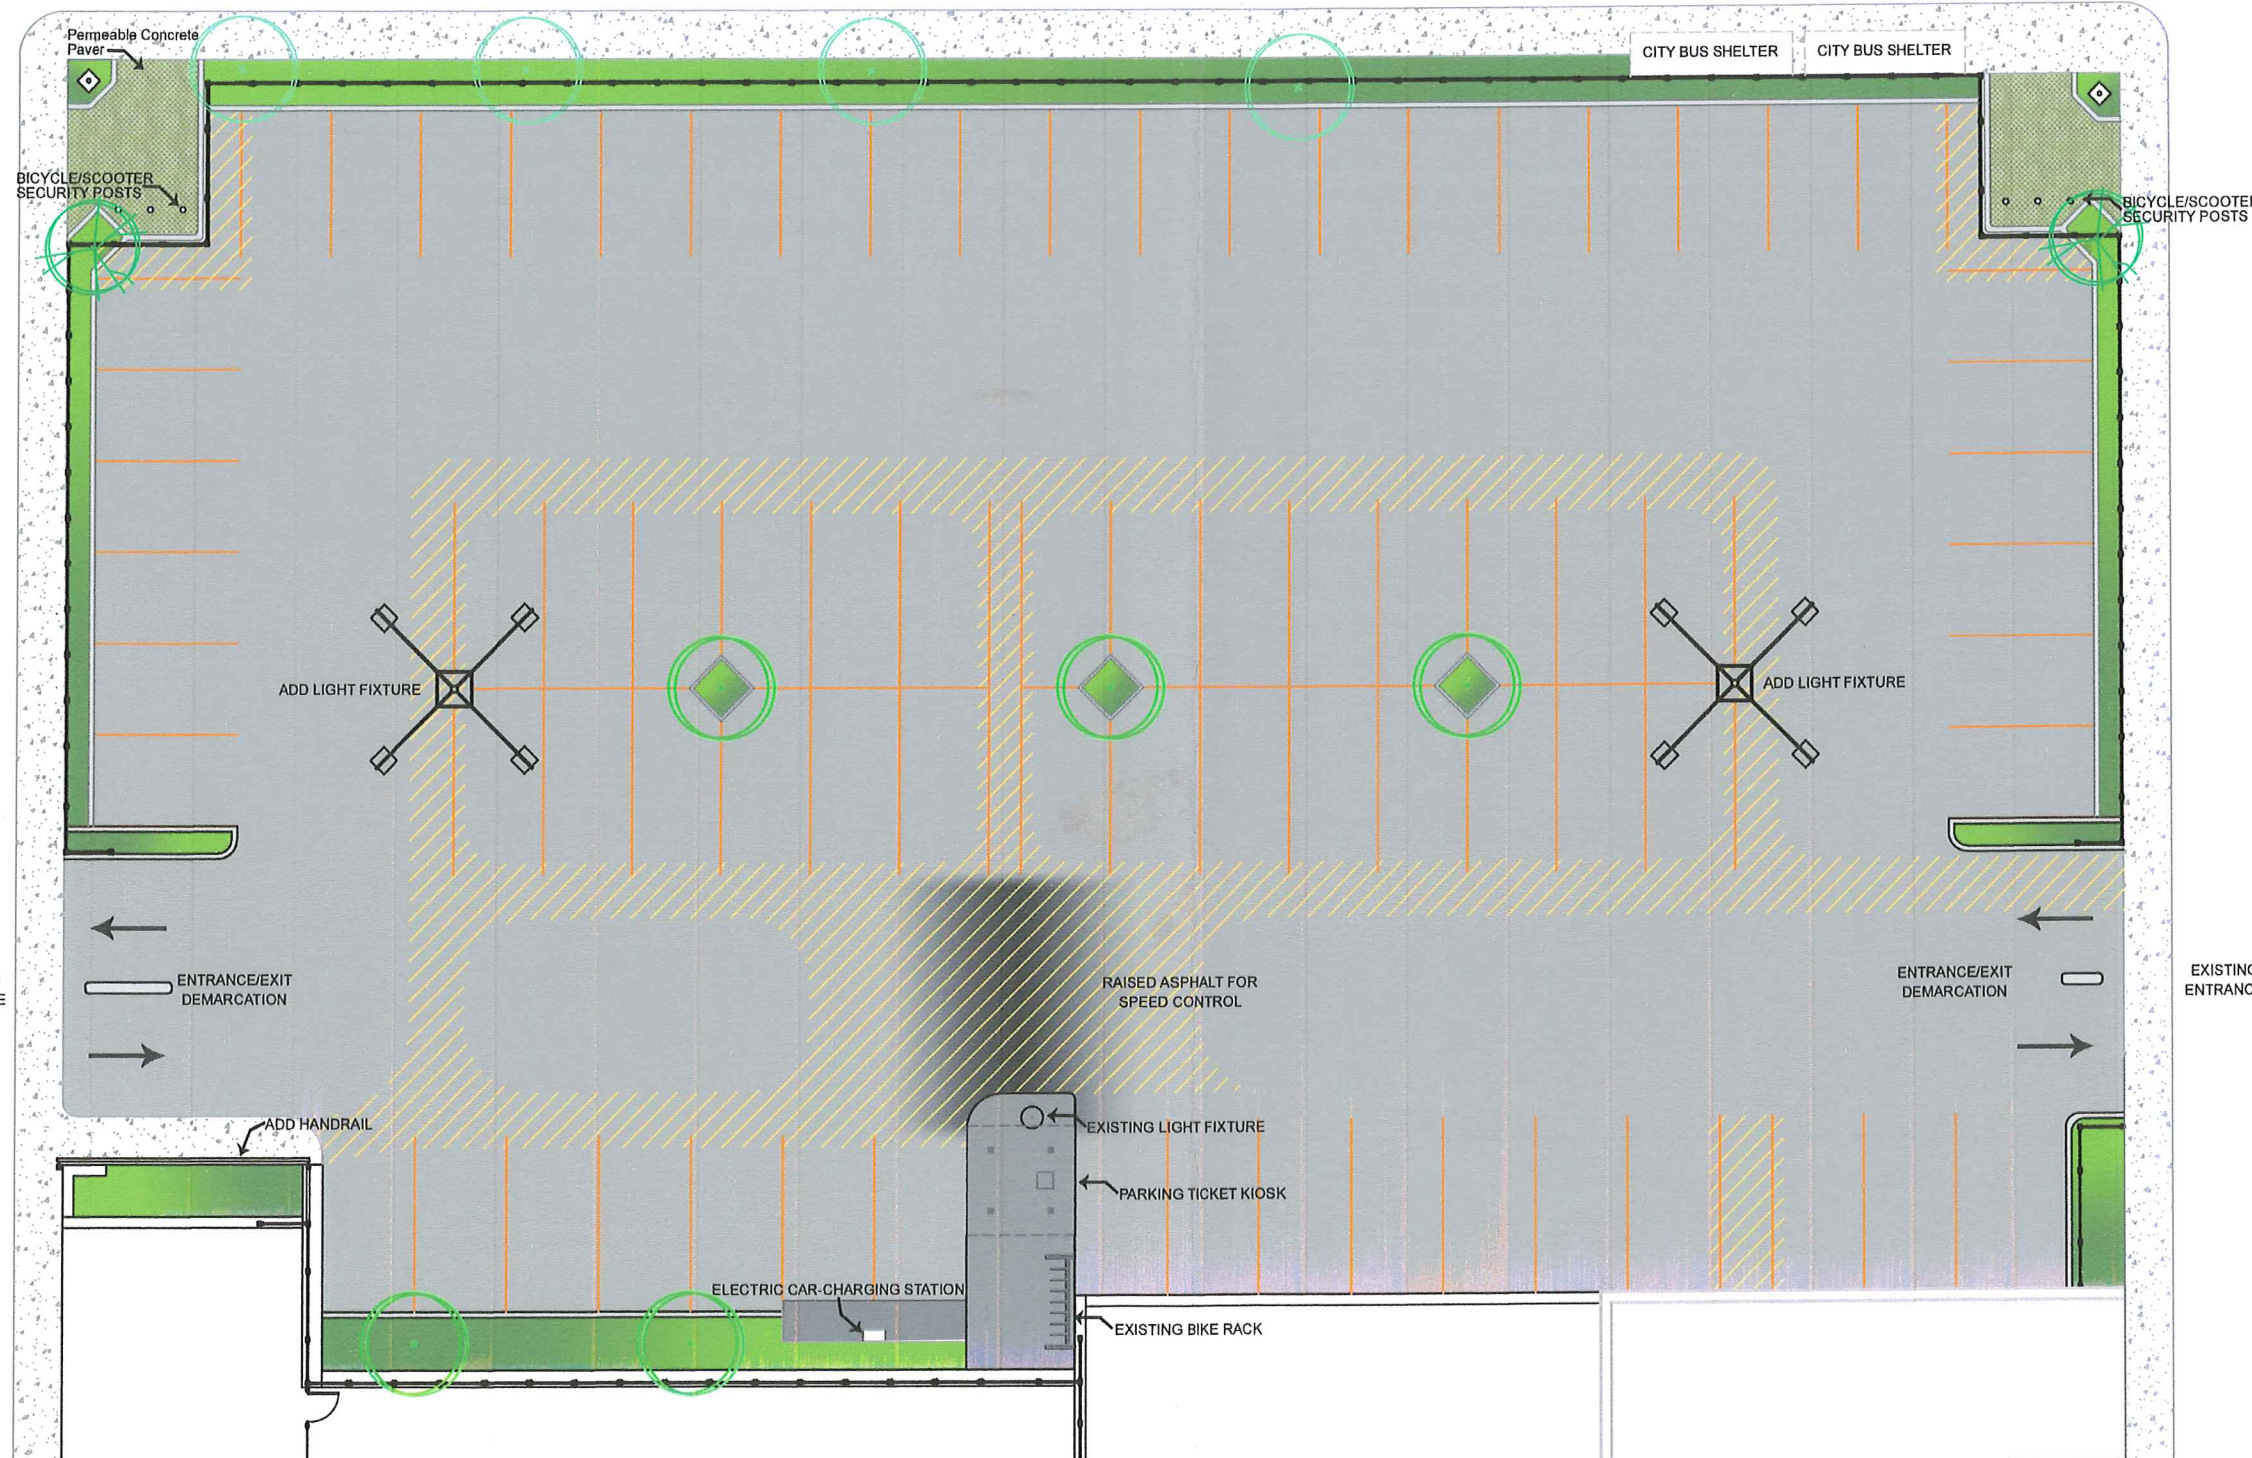 Permeable Concrete
Paver
CITY BUS SHELTER
CITY BUS SHELTER
BICYCLE/SCOOTER
SECURITY POSTS
BICYCLE/SCOOTER
SECURITY POSTS
ADD LIGHT FIXTURE
ADD LIGHT FIXTURE
ENTRANCE/EXIT
DEMARCATION
RAISED ASPHALT FOR
SPEED CONTROL
ENTRANCE/EXIT
DEMARCATION
EXISTING
ENTRANC
E
ADD HANDRAIL
EXISTING LIGHT FIXTURE
PARKING TICKET KIOSK
ELECTRIC CAR-CHARGING STATION
EXISTING BIKE RACK